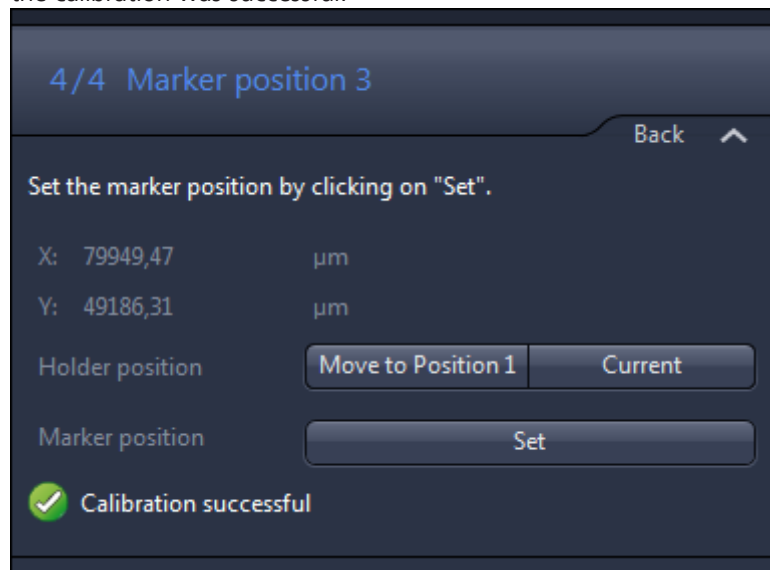 the calibration was successful.
4/4 Marker position 3
Back
Set the marker position by clicking on "Set".
X: 79949,47 µm
Y: 49186,31 µm
Holder position Move to Position 1 Current
Marker position Set
Calibration successful